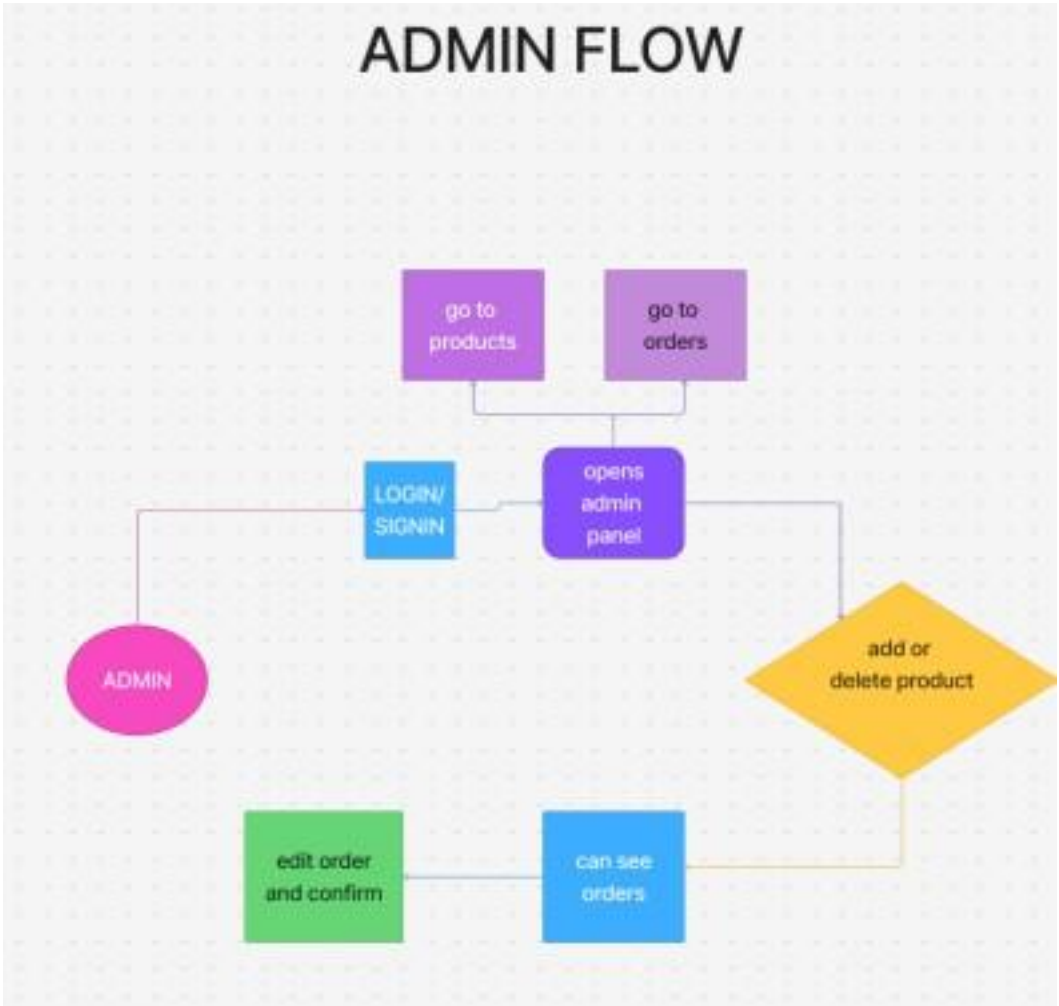 ADMIN FLOW
go to
products
go to
orders
LOGIN/
SIGNIN
opens
admin
panel
ADMIN
add or
delete product
edit order
and confirm
can see
orders